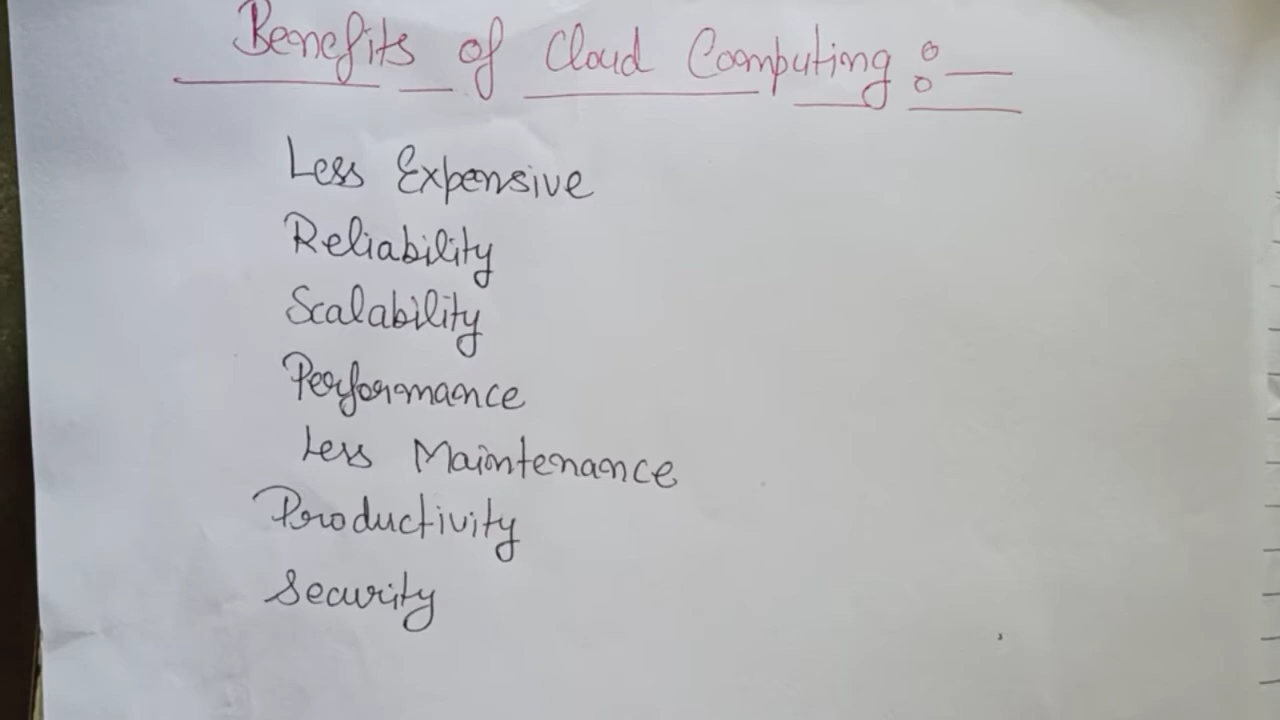 Benefits of Cloud Computing :-
Less Expensive
Reliability
Scalability
Performance
Less Maintenance
Productivity
Security